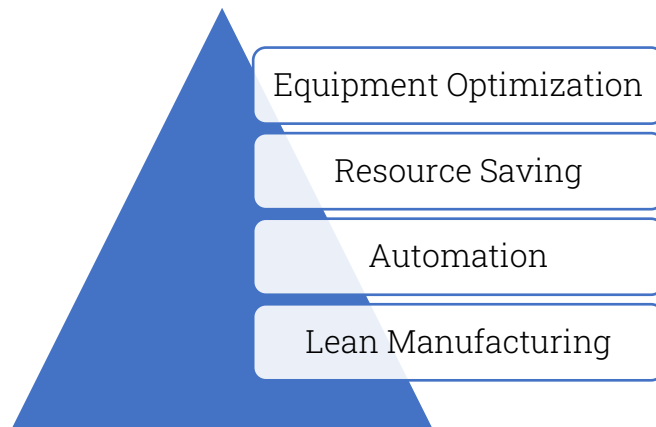 Equipment Optimization
Resource Saving
Automation
Lean Manufacturing